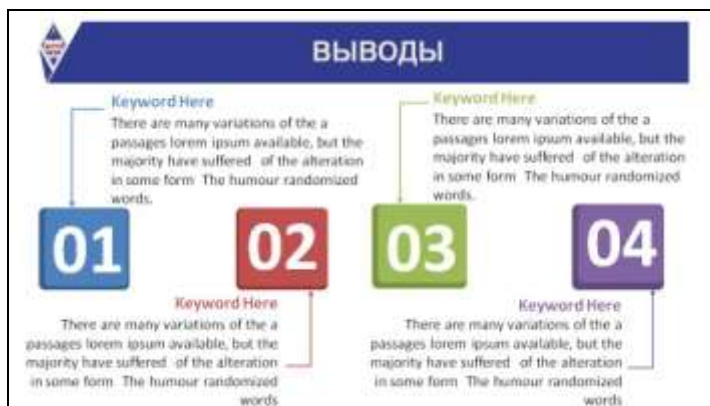 ВЫВОДЫ
Keyword Here
There are many variations of the a
passages lorem ipsum available, but the
majority have suffered of the alteration
in some form The humour randomized
words.
Keyword Here
There are many variations of the a
passages lorem ipsum available, but the
majority have suffered of the alteration
in some form The humour randomized
words.
01
02
03
04
Keyword Here
There are many variations of the a
passages lorem ipsum available, but the
majority have suffered of the alteration
in some form The humour randomized
words
Keyword Here
There are many variations of the a
passages lorem ipsum available, but the
majority have suffered of the alteration
in some form The humour randomized
words